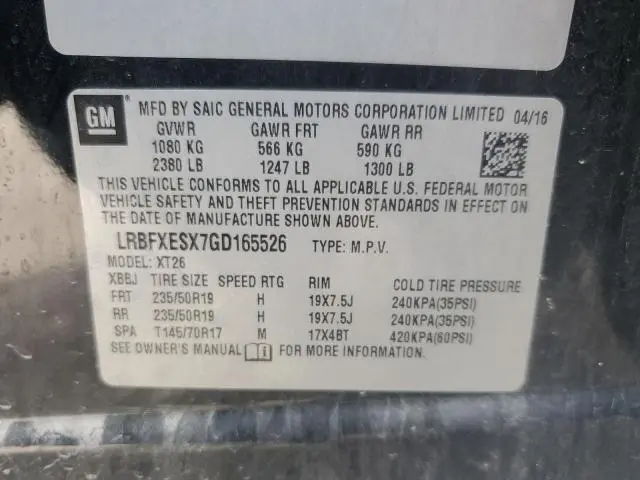 GM MFD BY SAIC GENERAL MOTORS CORPORATION LIMITED 04/16
GVWR GAWR FRT GAWR RR
1080 KG 566 KG 590 KG
2380 LB 1247 LB 1300 LB
THIS VEHICLE CONFORMS TO ALL APPLICABLE U.S. FEDERAL MOTOR
VEHICLE SAFETY AND THEFT PREVENTION STANDARDS IN EFFECT ON
THE DATE OF MANUFACTURE SHOWN ABOVE.
LRBFXESX7GD165526 TYPE: M.P.V.
MODEL: XT26
XBBJ TIRE SIZE SPEED RTG RIM COLD TIRE PRESSURE
FRT 235/50R19 H 19X7.5J 240KPA(35PSI)
RR 235/50R19 H 19X7.5J 240KPA(35PSI)
SPA T145/70R17 M 17X4BT 420KPA(60PSI)
SEE OWNER'S MANUAL FOR MORE INFORMATION.